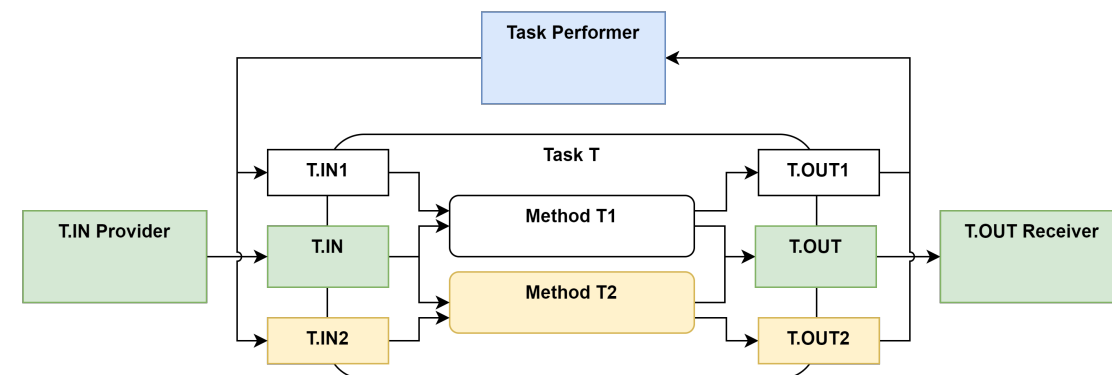 Task Performer
Task T
T.IN1
T.OUT1
Method T1
T.IN Provider
T.IN
T.OUT
T.OUT Receiver
Method T2
T.IN2
T.OUT2